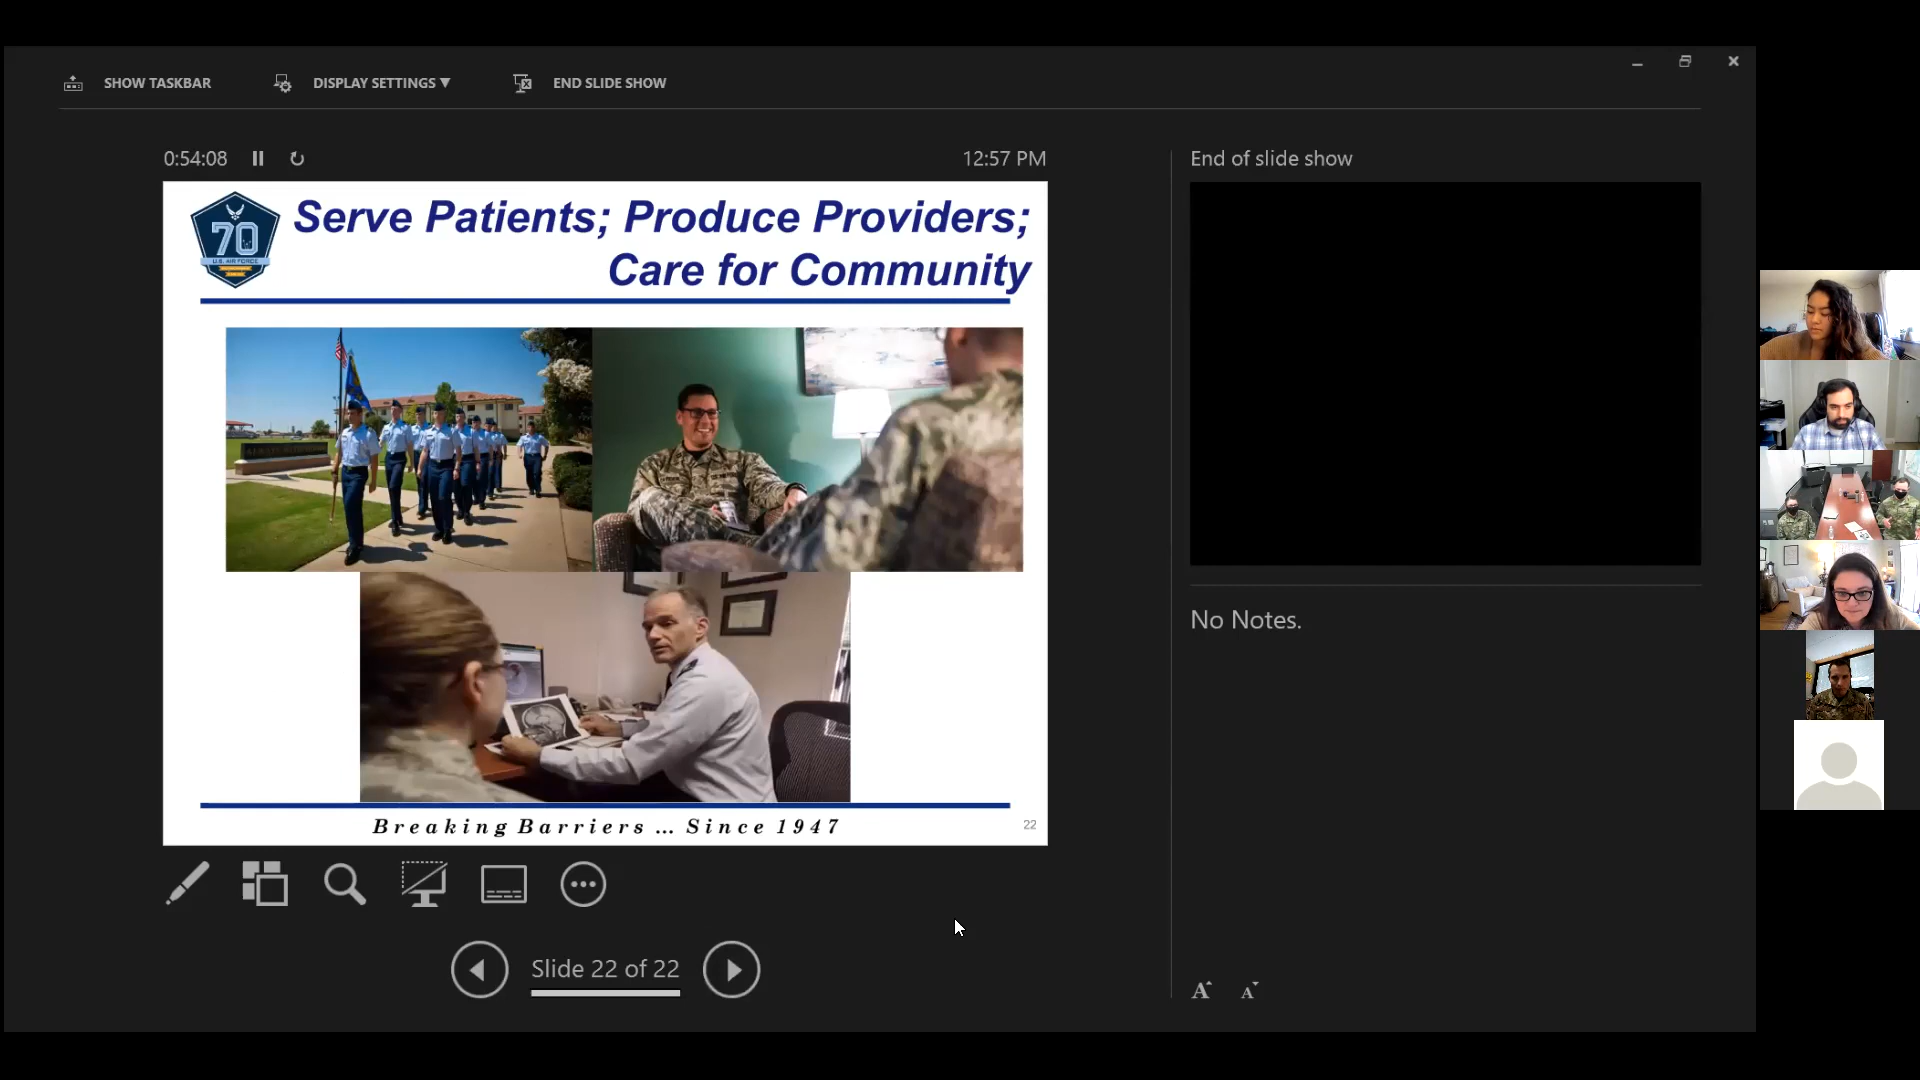 SHOW TASKBAR
DISPLAY SETTINGS ▼
END SLIDE SHOW
0:54:08
12:57 PM
End of slide show
70
U.S. AIR FORCE
Serve Patients; Produce Providers;
Care for Community
Breaking Barriers ... Since 1947
22
No Notes.
Slide 22 of 22
A
A